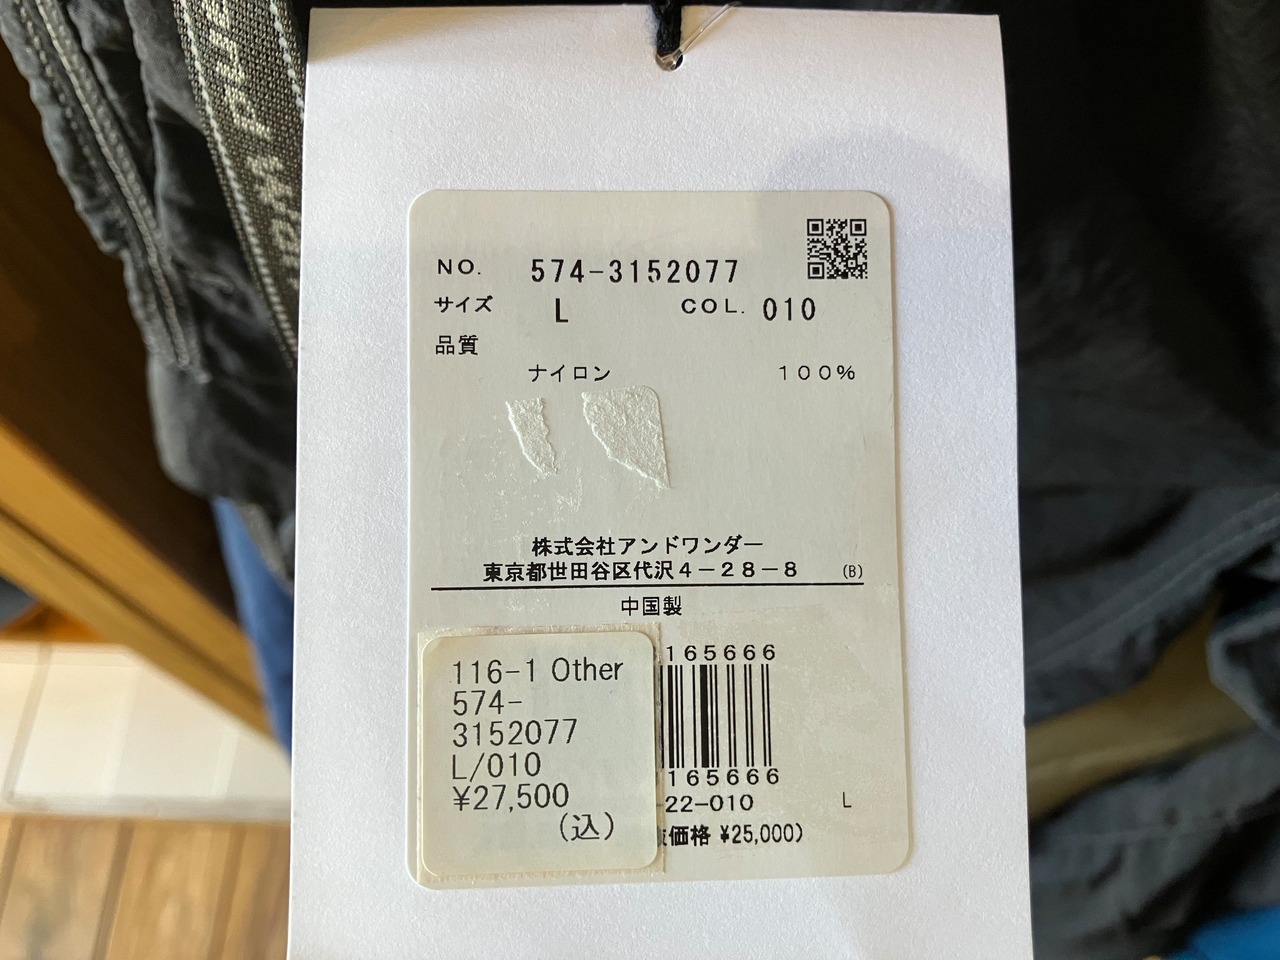 NO. 574-3152077
サイズ L COL. 010
品質
ナイロン 100%
株式会社アンドワンダー
東京都世田谷区代沢4-28-8 (B)
中国製
165666
116-1 Other
574-
3152077
L/010
¥27,500
(込)
165666
22-010 L
価格 ¥25,000)